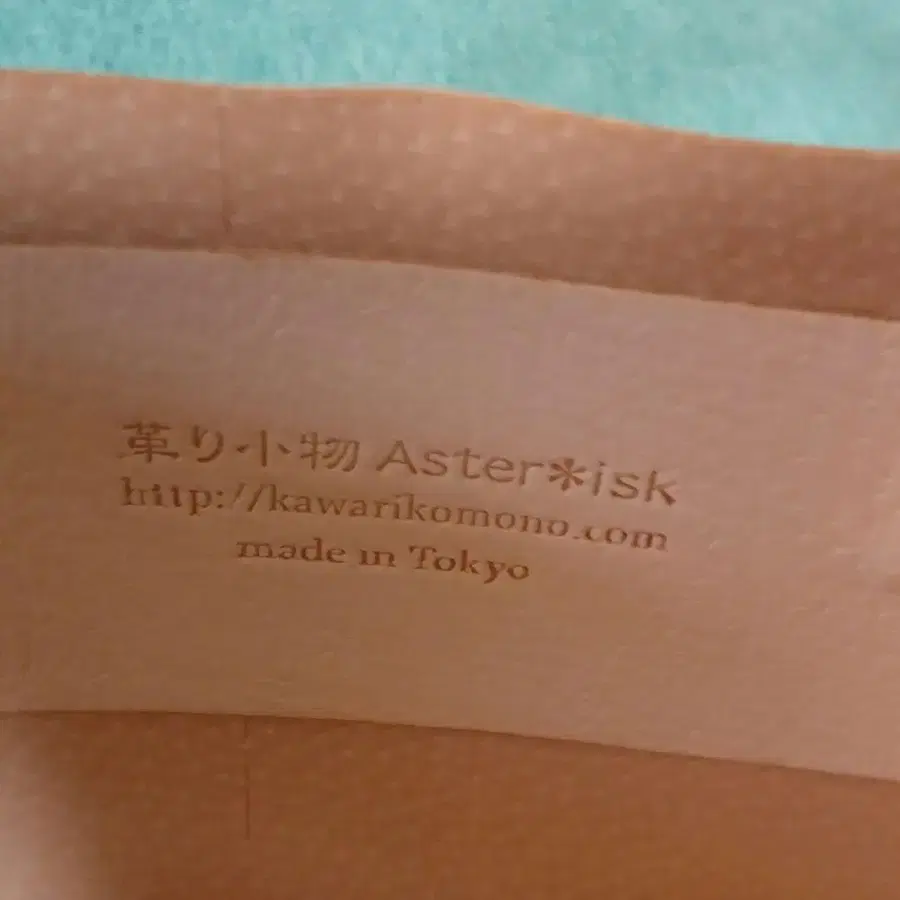 革り小物 Aster✻isk
http://kawarikomono.com
made in Tokyo